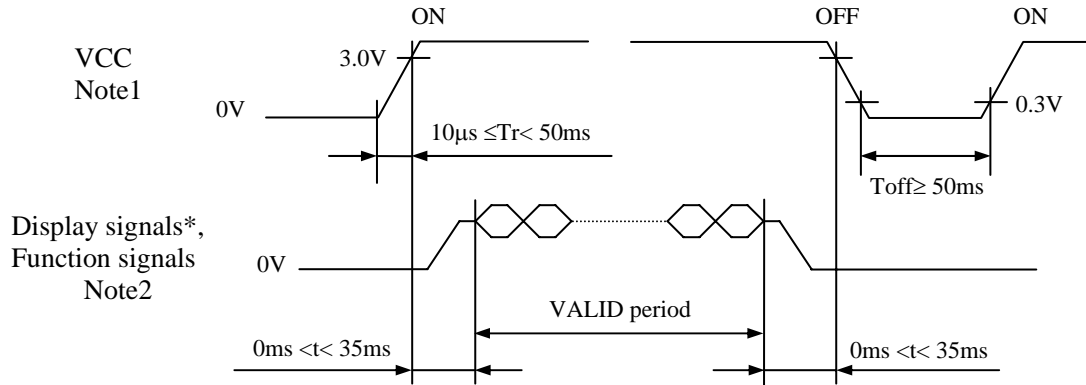 ON
OFF
ON
VCC
Note1
3.0V
0V
0.3V
10μs ≤Tr< 50ms
Toff≥ 50ms
Display signals*,
Function signals
Note2
0V
VALID period
0ms <t< 35ms
0ms <t< 35ms